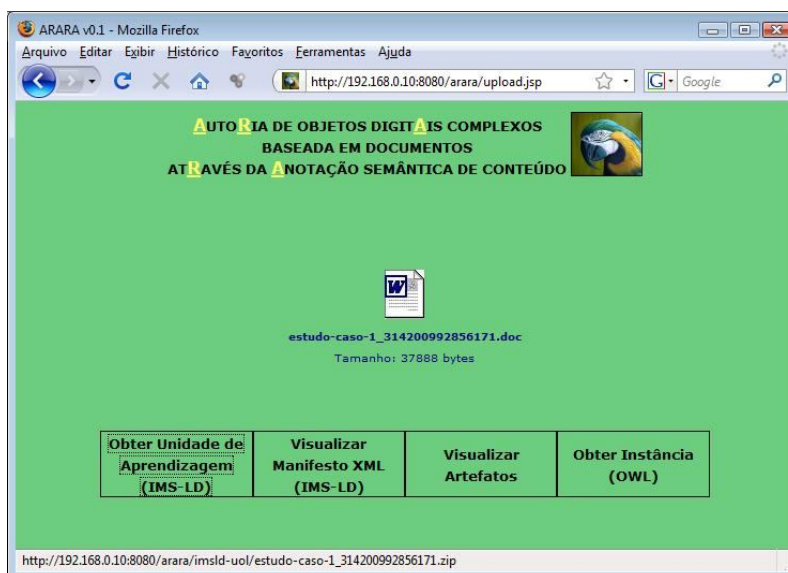 ARARA v0.1 - Mozilla Firefox
Arquivo Editar Exibir Histórico Favoritos Ferramentas Ajuda
http://192.168.0.10:8080/arara/upload.jsp
G Google
AUTORIA DE OBJETOS DIGITAIS COMPLEXOS
BASEADA EM DOCUMENTOS
ATRAVÉS DA ANOTAÇÃO SEMÂNTICA DE CONTEÚDO
W
estudo-caso-1_314200992856171.doc
Tamanho: 37888 bytes
Obter Unidade de
Aprendizagem
(IMS-LD)
Visualizar
Manifesto XML
(IMS-LD)
Visualizar
Artefatos
Obter Instância
(OWL)
http://192.168.0.10:8080/arara/imsld-uol/estudo-caso-1_314200992856171.zip